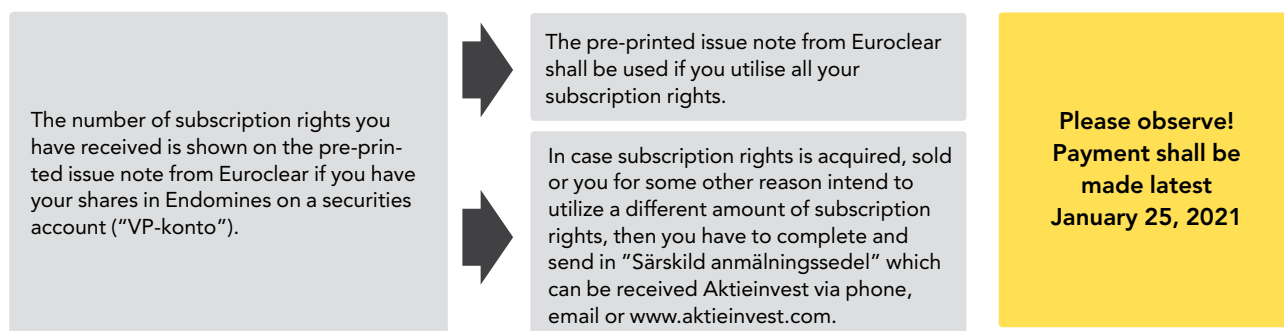 The number of subscription rights you
have received is shown on the pre-prin-
ted issue note from Euroclear if you have
your shares in Endomines on a securities
account (“VP-konto”).
The pre-printed issue note from Euroclear
shall be used if you utilise all your
subscription rights.
In case subscription rights is acquired, sold
or you for some other reason intend to
utilize a different amount of subscription
rights, then you have to complete and
send in ”Särskild anmälningssedel” which
can be received Aktieinvest via phone,
email or www.aktieinvest.com.
Please observe!
Payment shall be
made latest
January 25, 2021